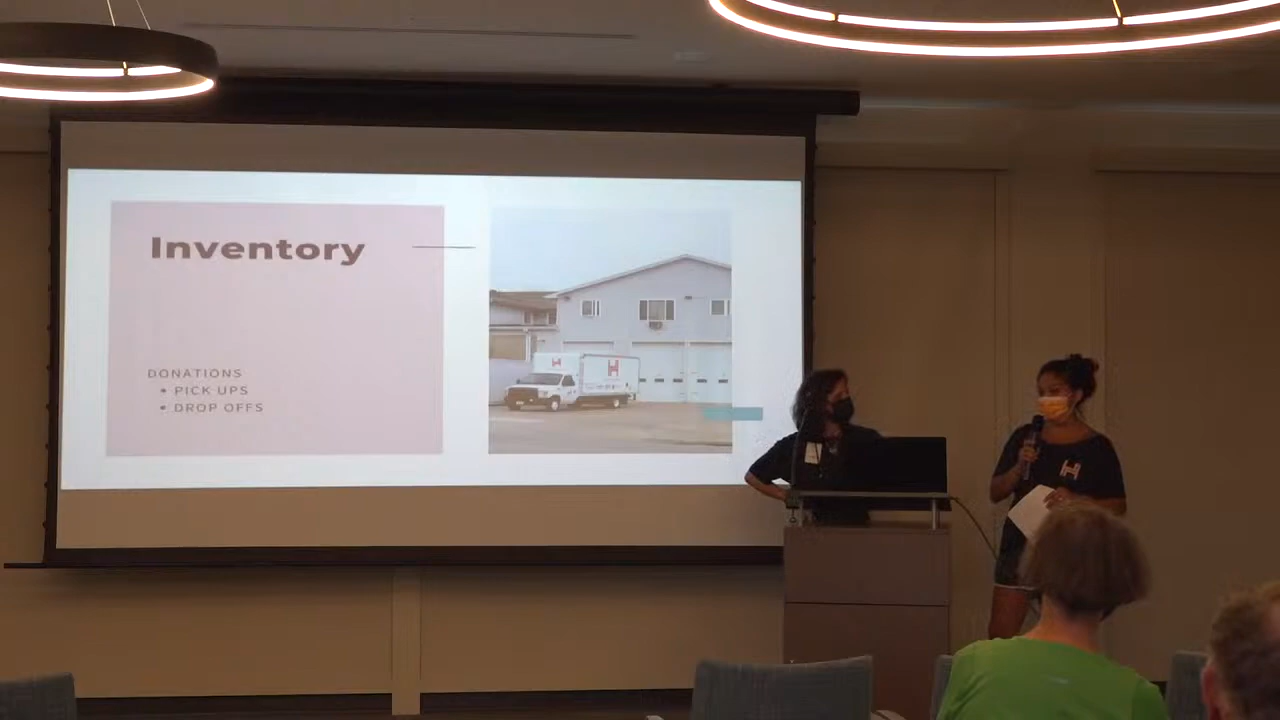 Inventory
DONATIONS
• PICK UPS
• DROP OFFS
H
H
H